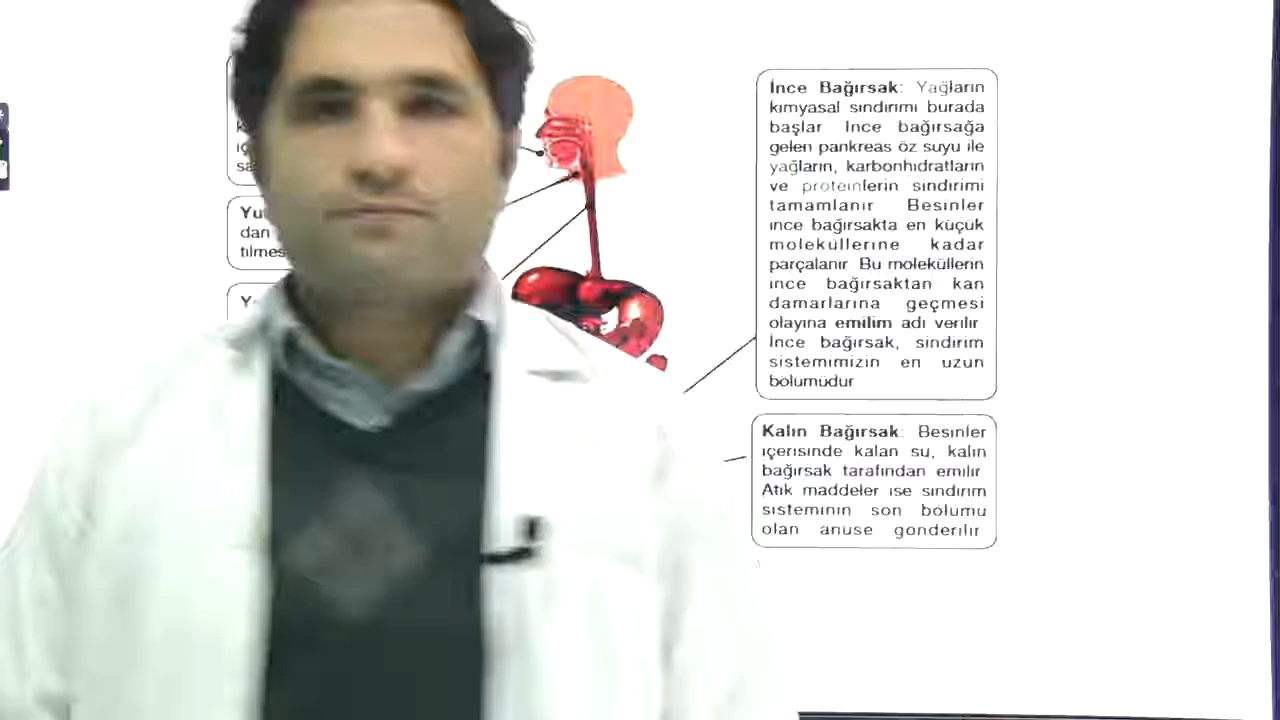 Yu
dan
tılmes
İnce Bağırsak: Yağların
kimyasal sindirimi burada
başlar İnce bağırsağa
gelen pankreas öz suyu ile
yağların, karbonhidratların
ve proteinlerin sindirimi
tamamlanır Besinler
ince bağırsakta en küçük
moleküllerine kadar
parçalanır Bu moleküllerin
ince bağırsaktan kan
damarlarına geçmesi
olayına emilim adı verilir
İnce bağırsak, sindirim
sistemimizin en uzun
bölümüdür
Kalın Bağırsak: Besinler
içerisinde kalan su, kalın
bağırsak tarafından emilir
Atık maddeler ise sindirim
sisteminin son bölümü
olan anüse gönderilir